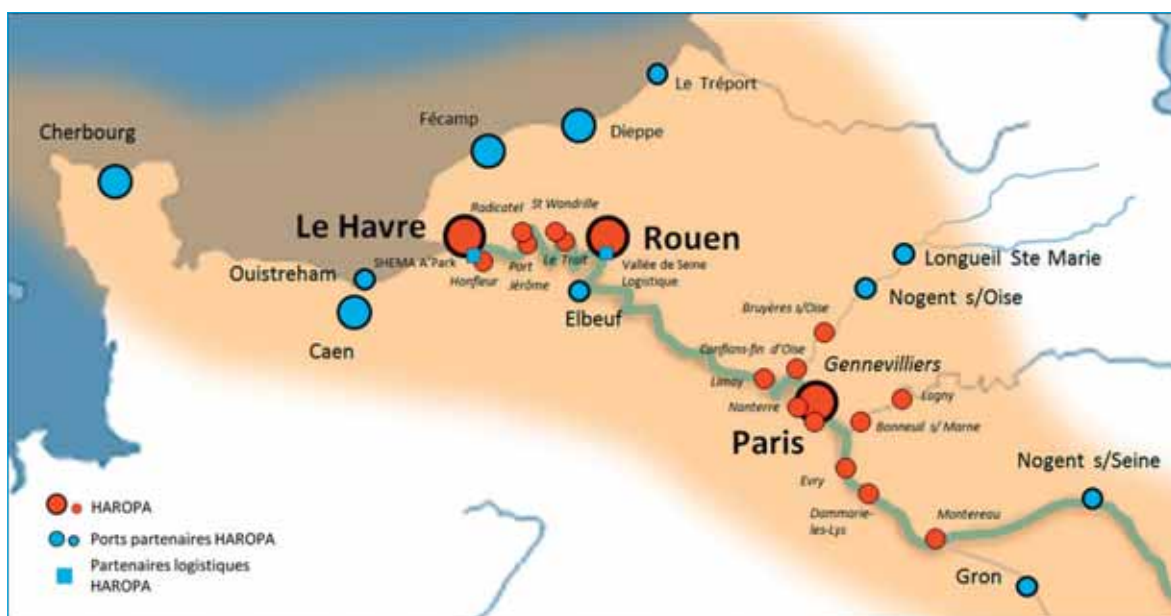 Le Tréport
Fécamp
Dieppe
Cherbourg
Radicatel
St Wandrille
Le Havre
Rouen
SHEMA A'Park
Le Trait
Vallée de Seine
Logistique
Longueil Ste Marie
Ouistreham
Honfleur
Port
Jérôme
Nogent s/Oise
Elbeuf
Bruyères s/Oise
Caen
Conflans-fin d'Oise
Gennevilliers
Limay
Lagny
Nanterre
Bonneuil s/ Marne
Paris
Nogent s/Seine
Evry
HAROPA
Dammarie-
les-Lys
Montereau
Ports partenaires HAROPA
Partenaires logistiques
HAROPA
Gron